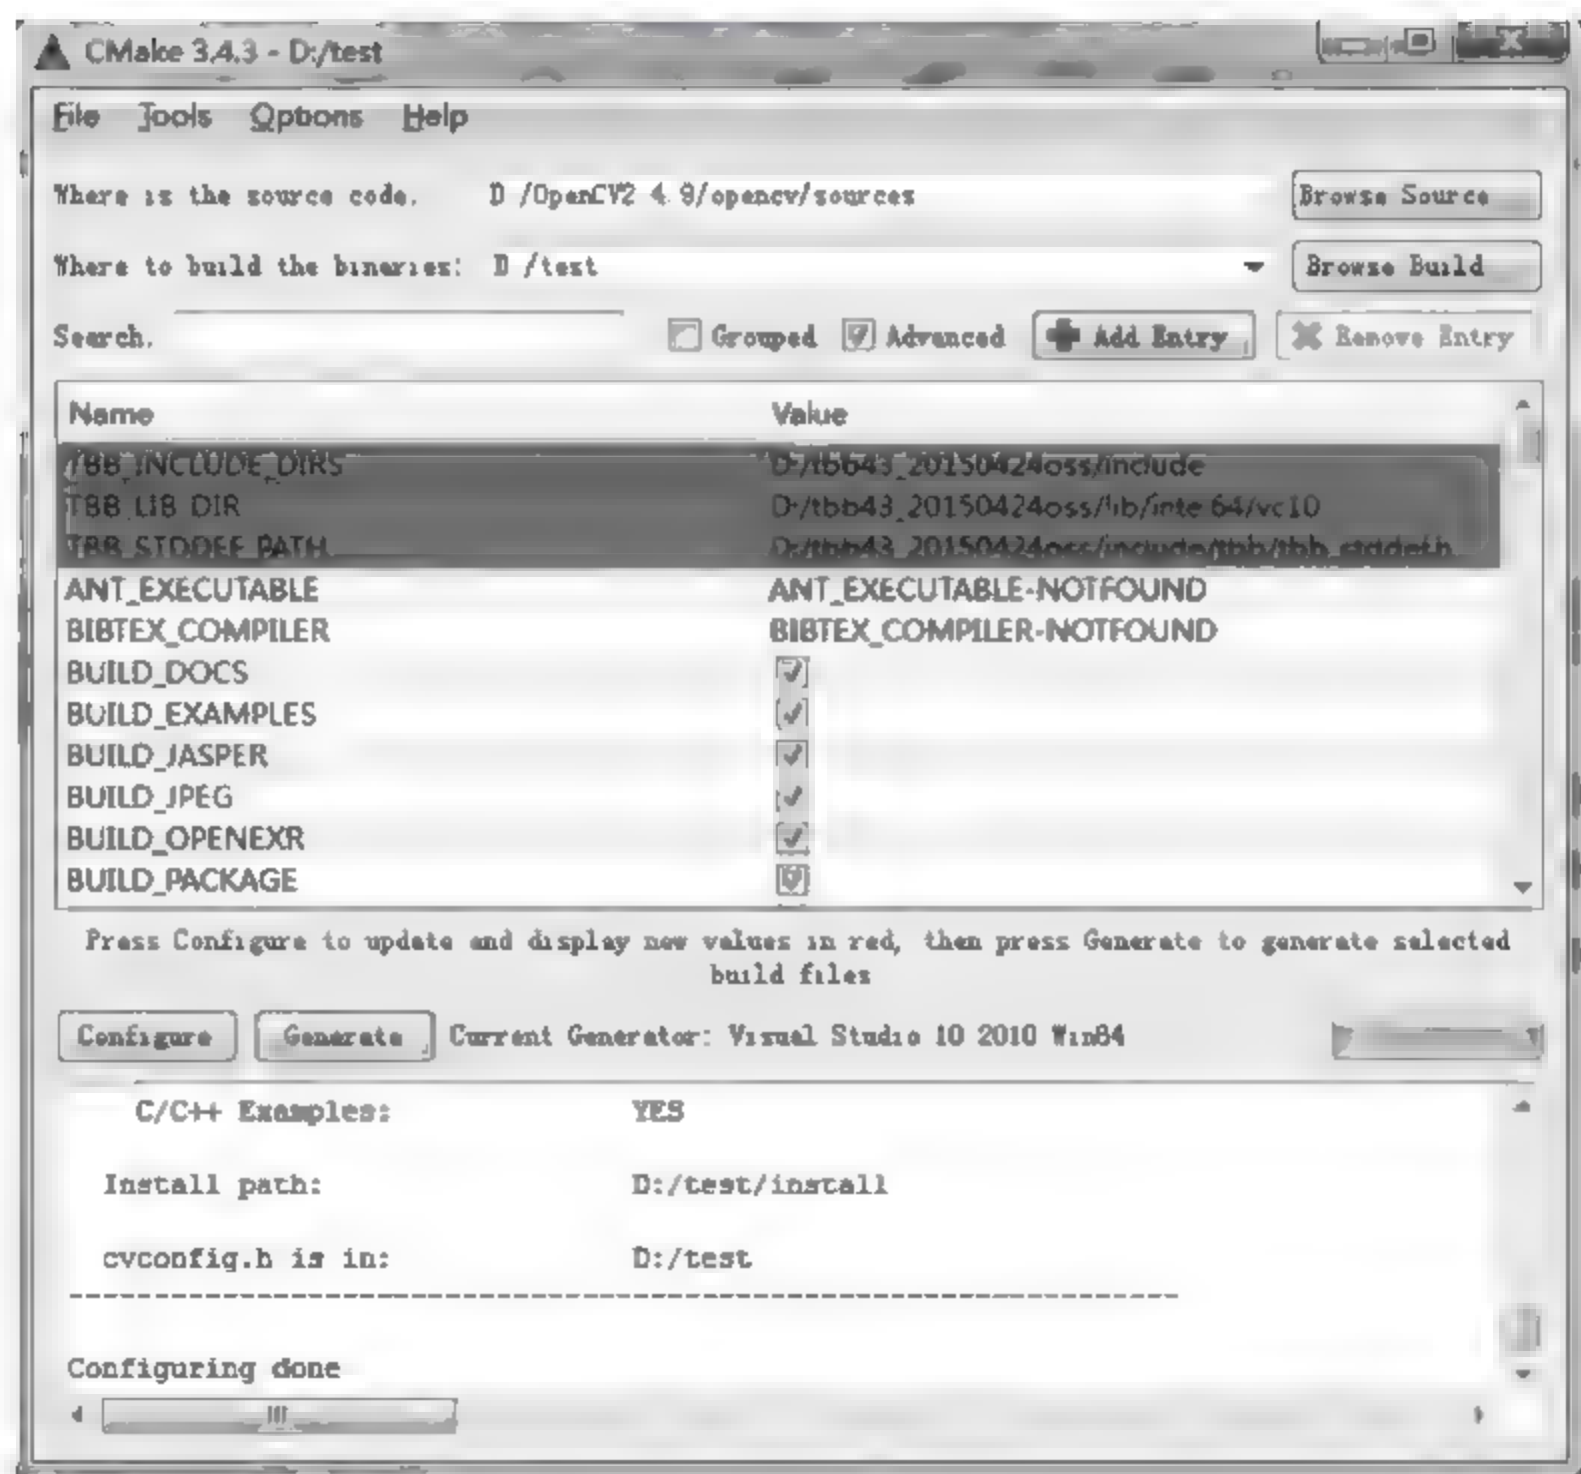 CMake 3.4.3 - D:/test
File Tools Options Help
Where is the source code. D /OpenCV2 4.9/opencv/sources Browse Source
Where to build the binaries: D /test Browse Build
Search. Grouped Advanced Add Entry Remove Entry
Name Value
TBB_INCLUDE_DIRS D:/tbb43_20150424oss/include
TBB_LIB_DIR D:/tbb43_20150424oss/lib/intel64/vc10
TBB_STDDEF_PATH D:/tbb43_20150424oss/include/tbb/tbb_stddef.h
ANT_EXECUTABLE ANT_EXECUTABLE-NOTFOUND
BIBTEX_COMPILER BIBTEX_COMPILER-NOTFOUND
BUILD_DOCS
BUILD_EXAMPLES
BUILD_JASPER
BUILD_JPEG
BUILD_OPENEXR
BUILD_PACKAGE
Press Configure to update and display new values in red, then press Generate to generate selected
build files
Configure Generate Current Generator: Visual Studio 10 2010 Win64
C/C++ Examples: YES
Install path: D:/test/install
cvconfig.h is in: D:/test
Configuring done